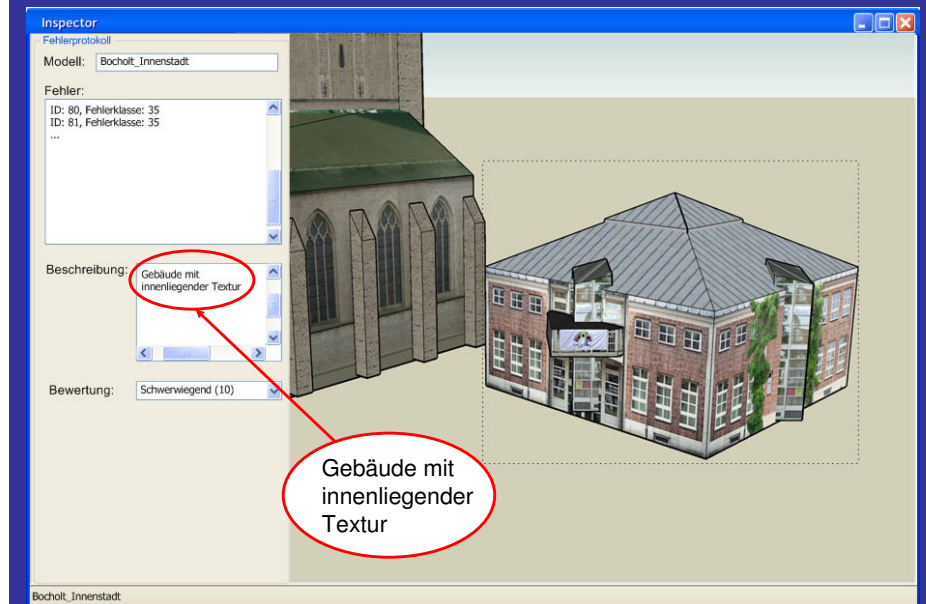 Inspector
Fehlerprotokoll
Modell: Bocholt_Innenstadt
Fehler:
ID: 80, Fehlerklasse: 35
ID: 81, Fehlerklasse: 35
...
Beschreibung:
Gebäude mit
innenliegender Textur
Bewertung: Schwerwiegend (10)
Gebäude mit
innenliegender
Textur
Bocholt_Innenstadt